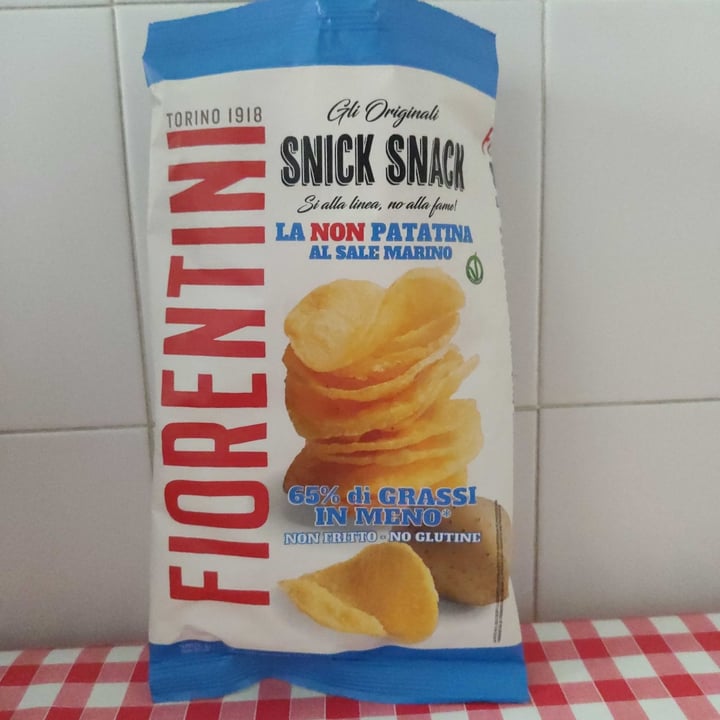 TORINO 1918
FIORENTINI
Gli Originali
SNICK SNACK
Si alla linea, no alla fame!
LA NON PATATINA
AL SALE MARINO
65% di GRASSI
IN MENO*
NON FRITTO - NO GLUTINE